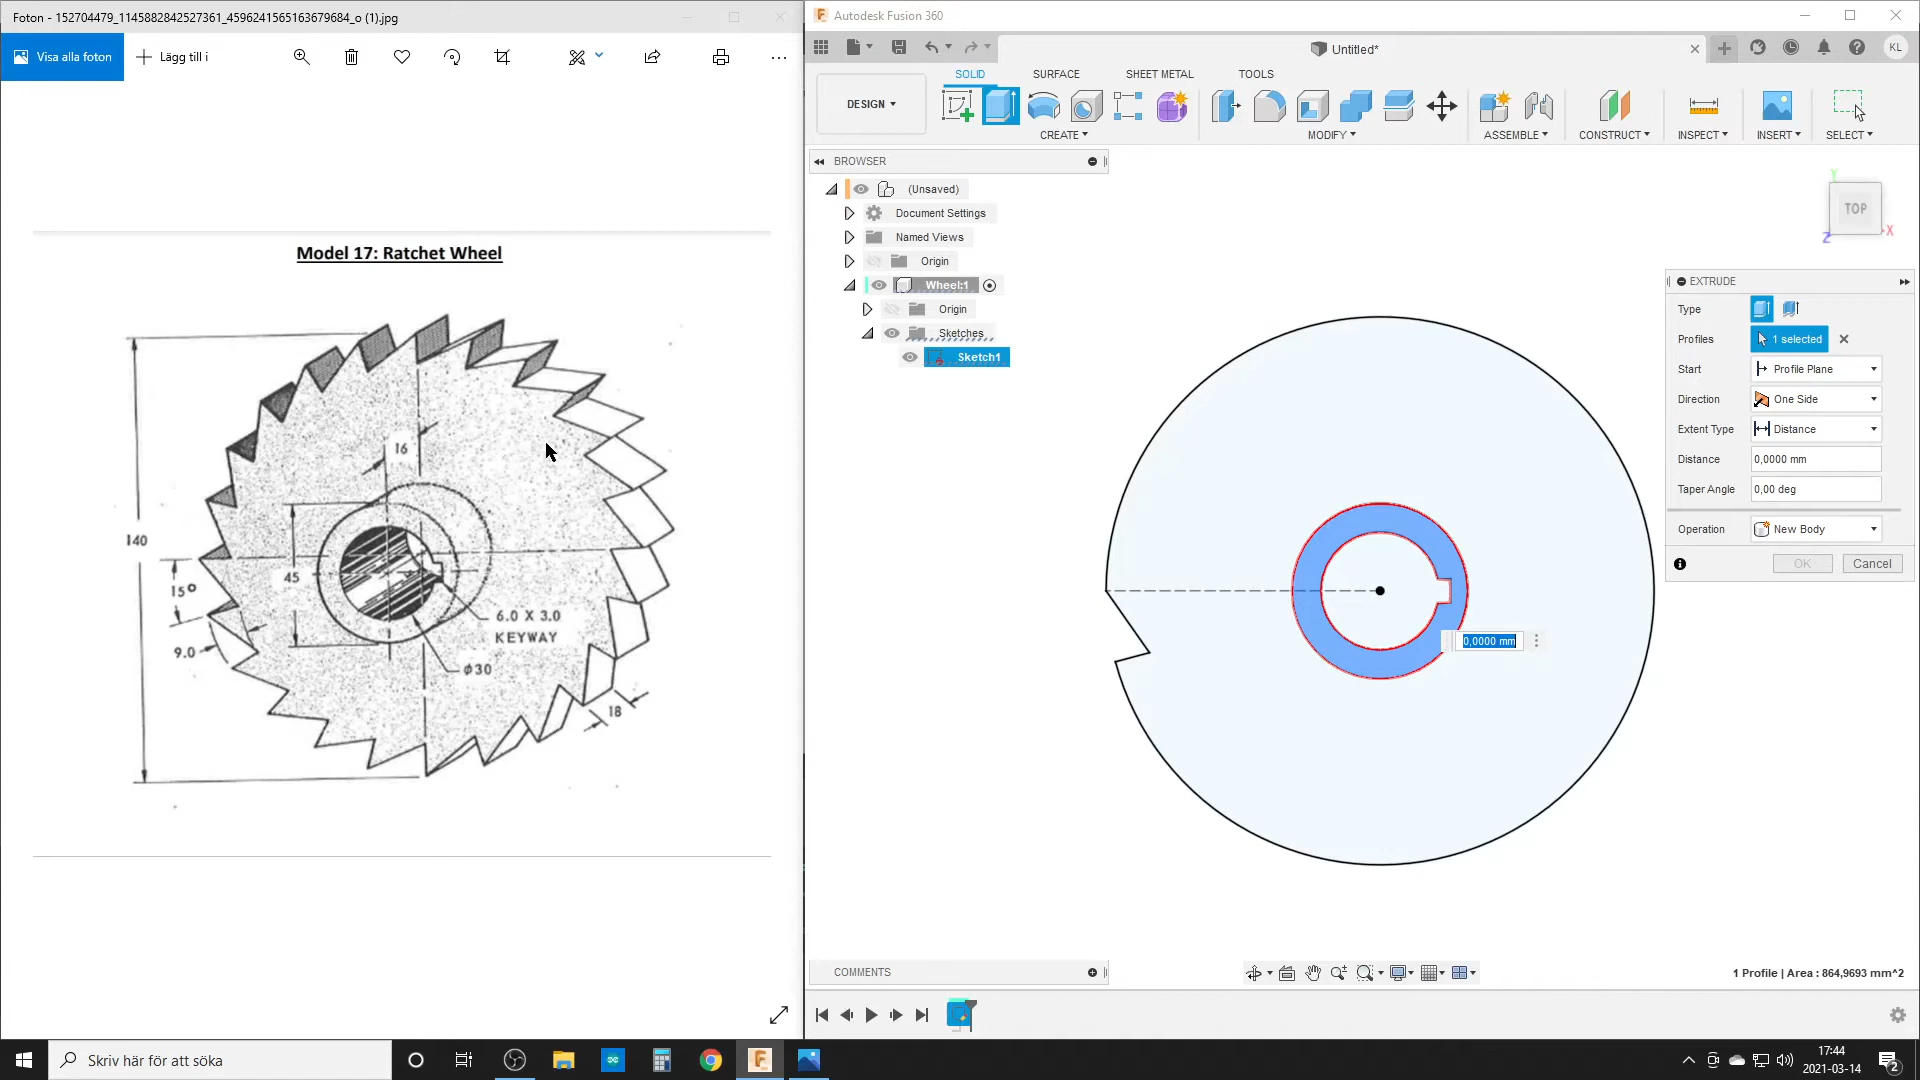 Foton - 152704479_1145882842527361_4596241565163679684_o (1).jpg
Visa alla foton
Lägg till i
Model 17: Ratchet Wheel
16
140
45
15°
9.0
6.0 X 3.0
KEYWAY
ϕ30
18
Autodesk Fusion 360
Untitled*
KL
DESIGN
SOLID
SURFACE
SHEET METAL
TOOLS
CREATE
MODIFY
ASSEMBLE
CONSTRUCT
INSPECT
INSERT
SELECT
BROWSER
(Unsaved)
Document Settings
Named Views
Origin
Wheel:1
Origin
Sketches
Sketch1
Y
TOP
Z
X
EXTRUDE
Type
Profiles
1 selected
Start
Profile Plane
Direction
One Side
Extent Type
Distance
Distance
0,0000 mm
Taper Angle
0,00 deg
Operation
New Body
OK
Cancel
0,0000 mm
COMMENTS
1 Profile | Area : 864,9693 mm^2
Skriv här för att söka
17:44
2021-03-14
2